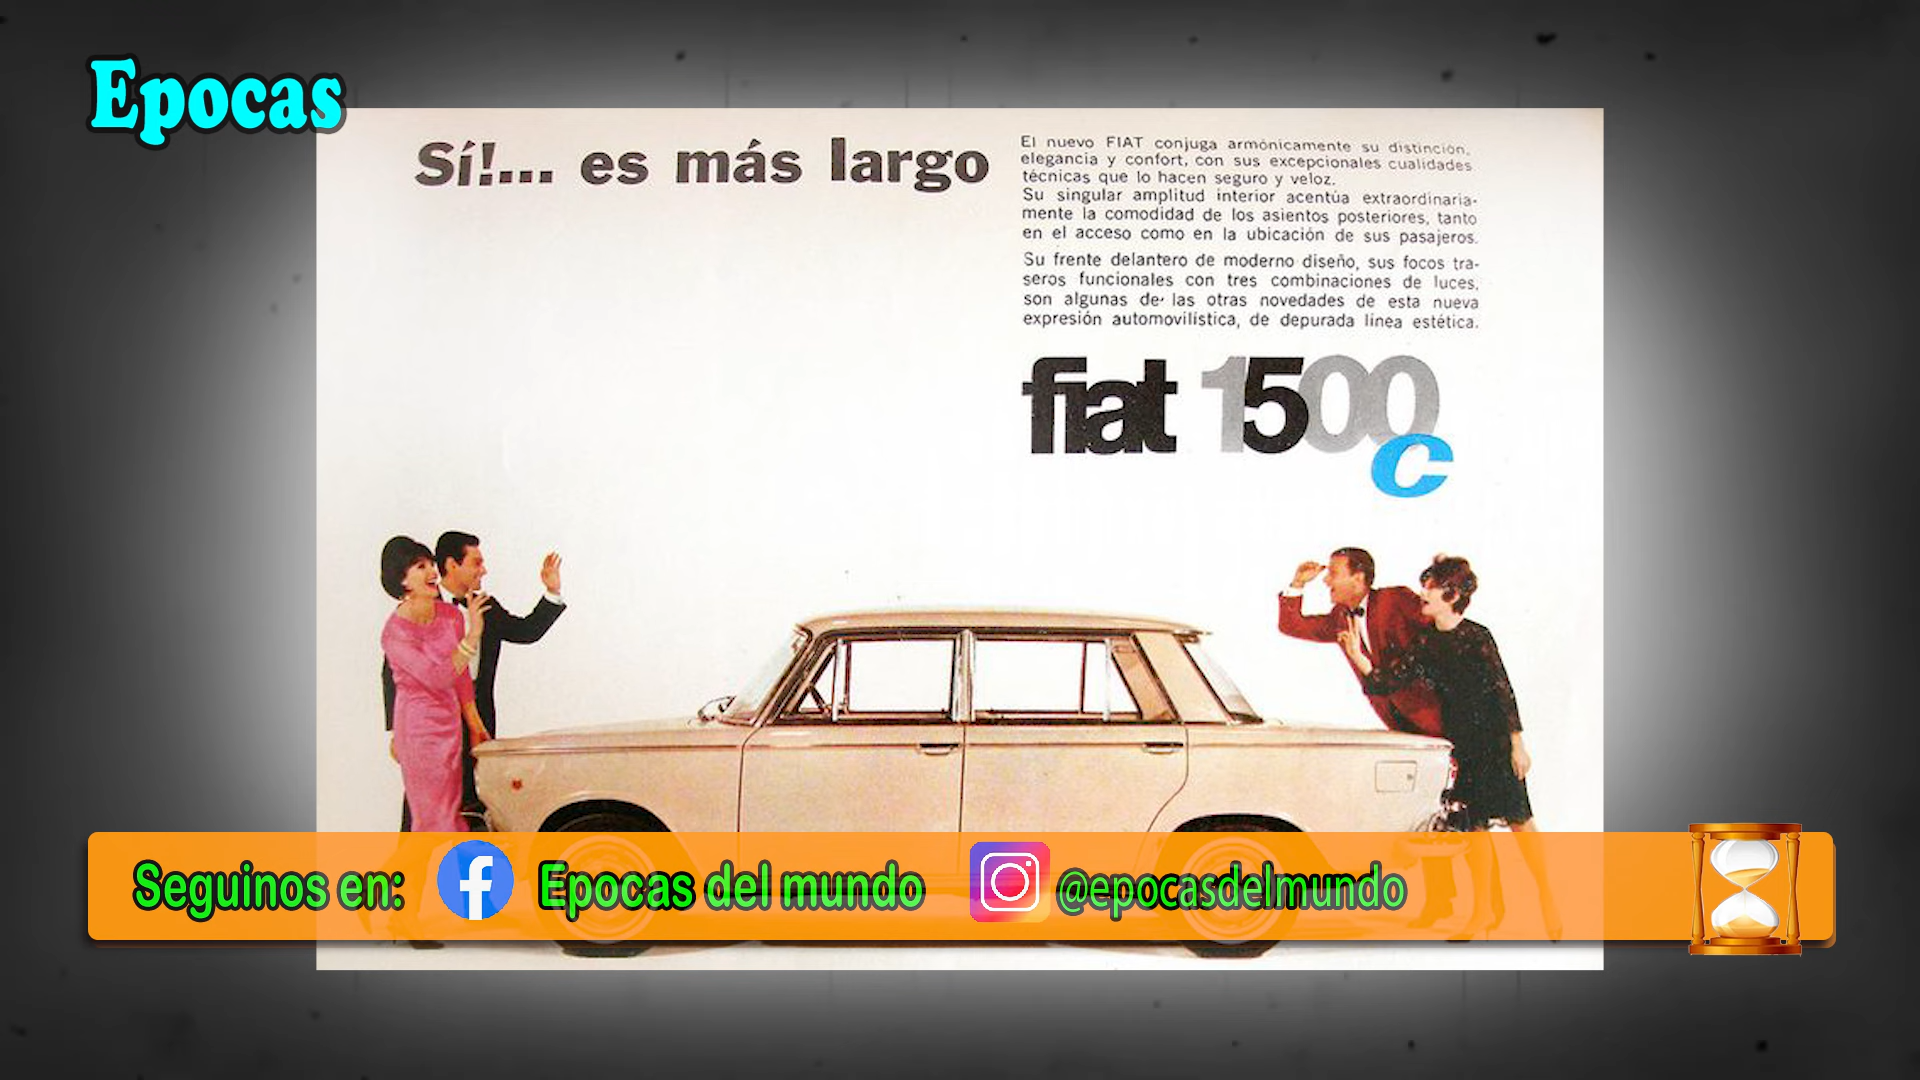 Epocas
Sí!... es más largo
El nuevo FIAT conjuga armónicamente su distinción,
elegancia y confort, con sus excepcionales cualidades
técnicas que lo hacen seguro y veloz.
Su singular amplitud interior acentúa extraordinaria-
mente la comodidad de los asientos posteriores, tanto
en el acceso como en la ubicación de sus pasajeros.
Su frente delantero de moderno diseño, sus focos tra-
seros funcionales con tres combinaciones de luces,
son algunas de las otras novedades de esta nueva
expresión automovilística, de depurada línea estética.
fiat 1500
c
Seguinos en: Epocas del mundo @epocasdelmundo